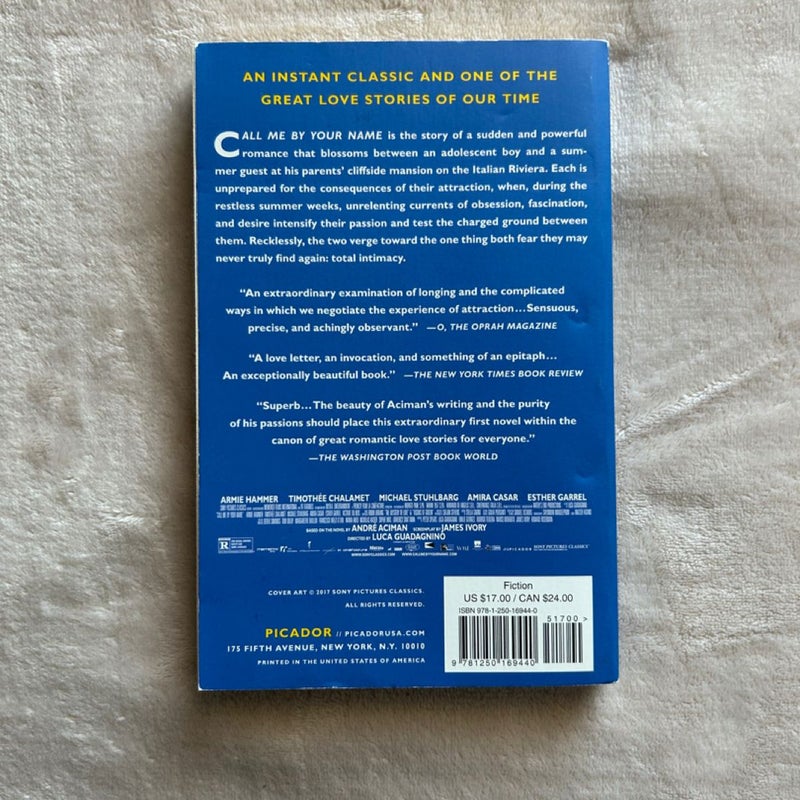 AN INSTANT CLASSIC AND ONE OF THE
GREAT LOVE STORIES OF OUR TIME
CALL ME BY YOUR NAME is the story of a sudden and powerful
romance that blossoms between an adolescent boy and a sum-
mer guest at his parents' cliffside mansion on the Italian Riviera. Each is
unprepared for the consequences of their attraction, when, during the
restless summer weeks, unrelenting currents of obsession, fascination,
and desire intensify their passion and test the charged ground between
them. Recklessly, the two verge toward the one thing both fear they may
never truly find again: total intimacy.
“An extraordinary examination of longing and the complicated
ways in which we negotiate the experience of attraction…Sensuous,
precise, and achingly observant.” —O, THE OPRAH MAGAZINE
“A love letter, an invocation, and something of an epitaph…
An exceptionally beautiful book.” —THE NEW YORK TIMES BOOK REVIEW
“Superb…The beauty of Aciman's writing and the purity
of his passions should place this extraordinary first novel within the
canon of great romantic love stories for everyone.”
—THE WASHINGTON POST BOOK WORLD
ARMIE HAMMER TIMOTHÉE CHALAMET MICHAEL STUHLBARG AMIRA CASAR ESTHER GARREL
BASED ON THE NOVEL BY ANDRÉ ACIMAN SCREENPLAY BY JAMES IVORY
DIRECTED BY LUCA GUADAGNINO
R
SONY PICTURES CLASSICS
WWW.SONYCLASSICS.COM WWW.CALLMEBYYOURNAME.COM
COVER ART © 2017 SONY PICTURES CLASSICS.
ALL RIGHTS RESERVED.
PICADOR // PICADORUSA.COM
175 FIFTH AVENUE, NEW YORK, N.Y. 10010
PRINTED IN THE UNITED STATES OF AMERICA
Fiction
US $17.00 / CAN $24.00
ISBN 978-1-250-16944-0
51700 >
9 781250 169440